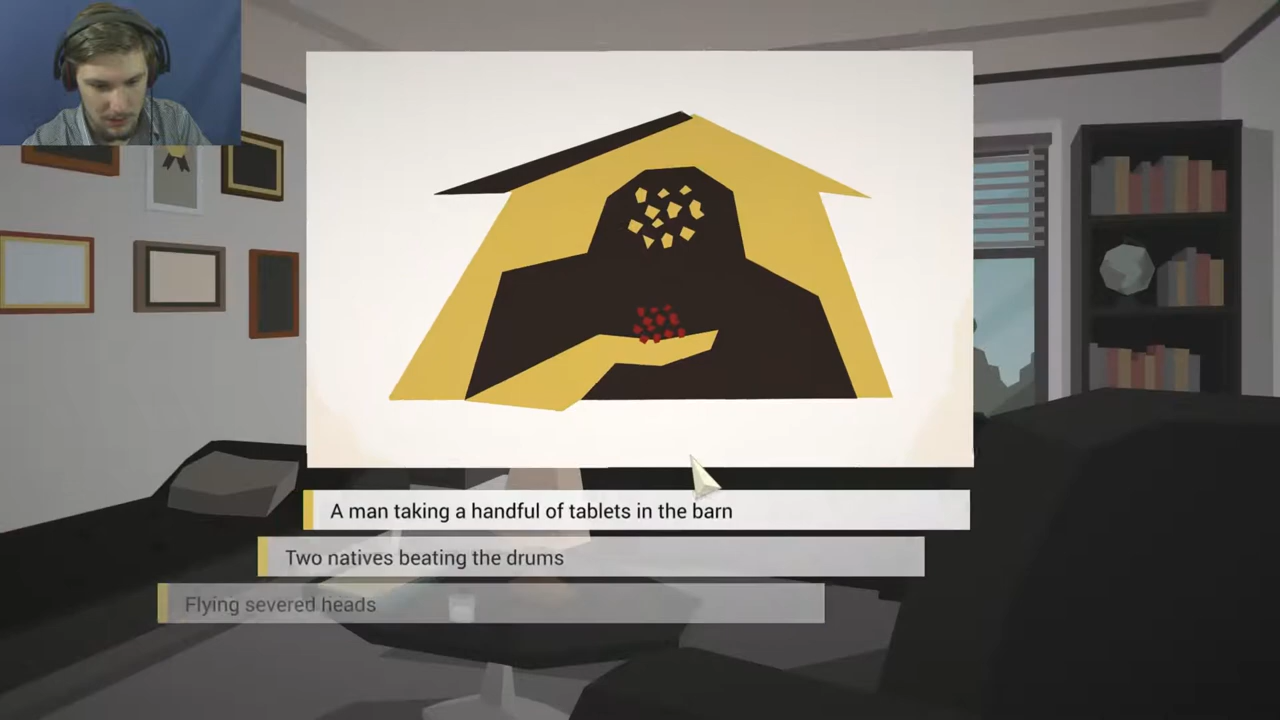 A man taking a handful of tablets in the barn
Two natives beating the drums
Flying severed heads